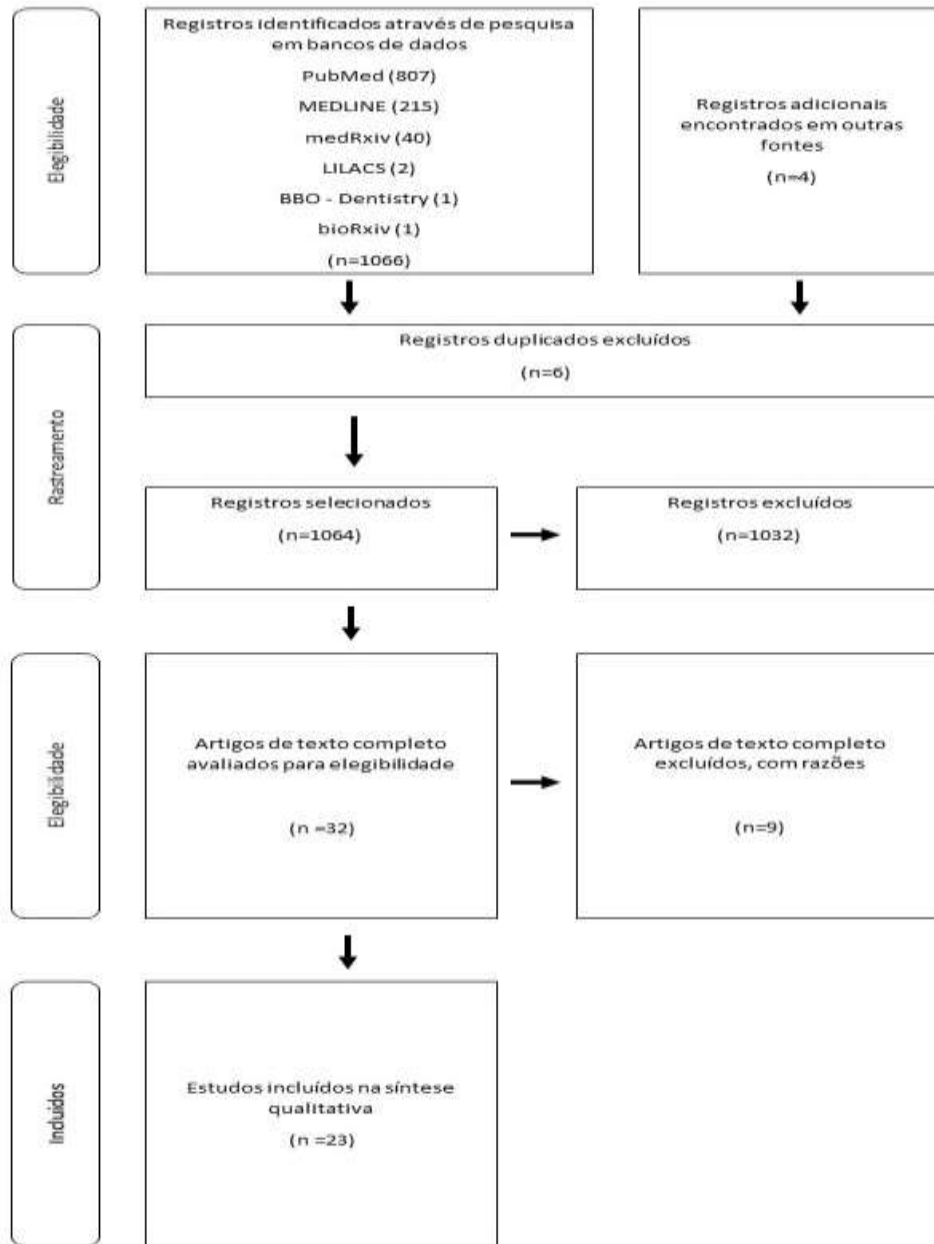 Elegibilidade
Registros identificados através de pesquisa
em bancos de dados
PubMed (807)
MEDLINE (215)
medRxiv (40)
LILACS (2)
BBO - Dentistry (1)
bioRxiv (1)
(n=1066)
Registros adicionais
encontrados em outras
fontes
(n=4)
Rastreamento
Registros duplicados excluídos
(n=6)
Registros selecionados
(n=1064)
Registros excluídos
(n=1032)
Elegibilidade
Artigos de texto completo
avaliados para elegibilidade
(n =32)
Artigos de texto completo
excluídos, com razões
(n=9)
Incluídos
Estudos incluídos na síntese
qualitativa
(n =23)